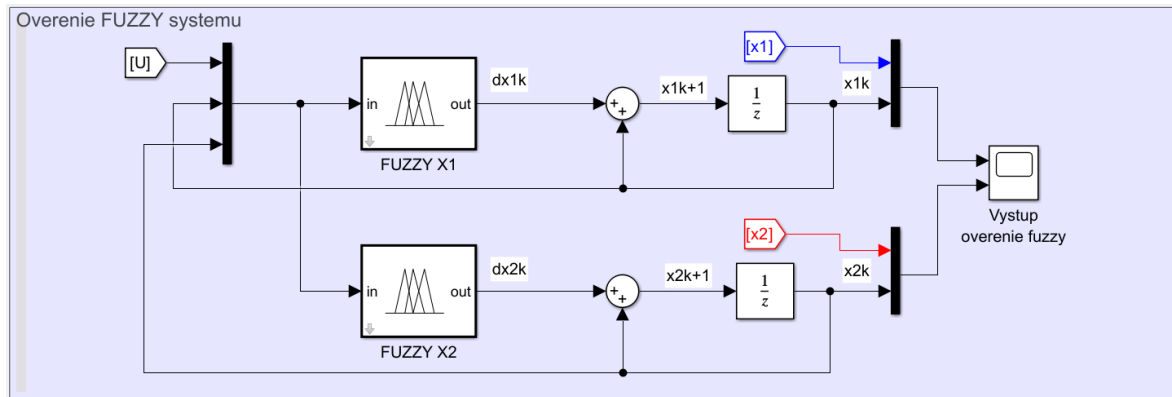 Overenie FUZZY systemu
[U]
in
out
FUZZY X1
dx1k
+
+
x1k+1
1
z
[x1]
x1k
in
out
FUZZY X2
dx2k
+
+
x2k+1
1
z
[x2]
x2k
Vystup
overenie fuzzy